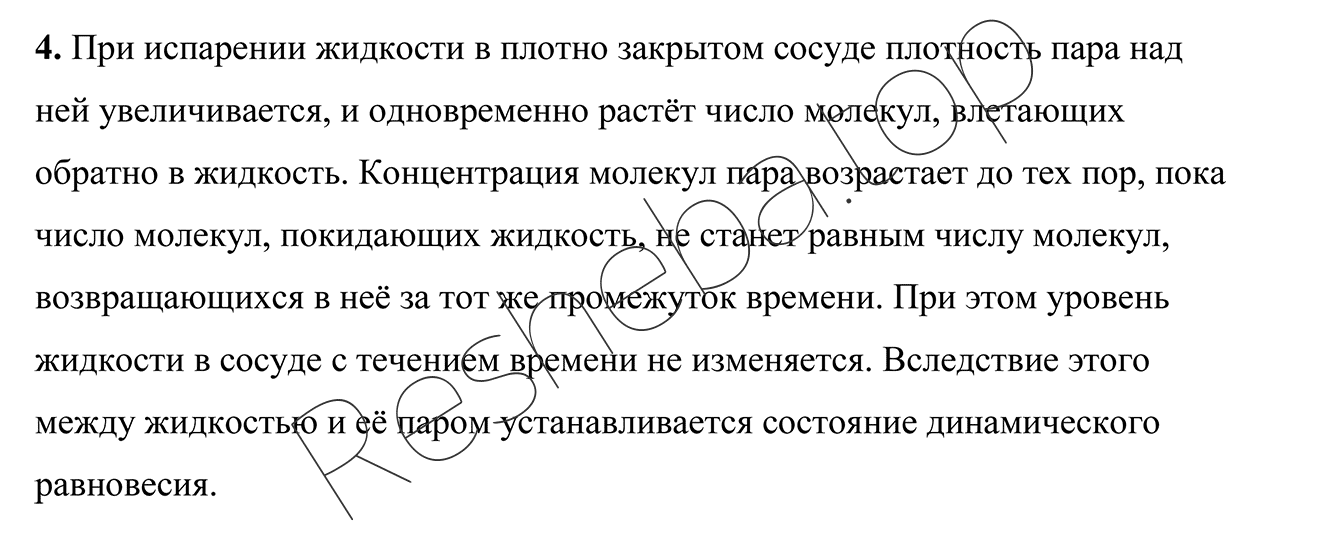 4. При испарении жидкости в плотно закрытом сосуде плотность пара над
ней увеличивается, и одновременно растёт число молекул, влетающих
обратно в жидкость. Концентрация молекул пара возрастает до тех пор, пока
число молекул, покидающих жидкость, не станет равным числу молекул,
возвращающихся в неё за тот же промежуток времени. При этом уровень
жидкости в сосуде с течением времени не изменяется. Вследствие этого
между жидкостью и её паром устанавливается состояние динамического
равновесия.
Resheba.top